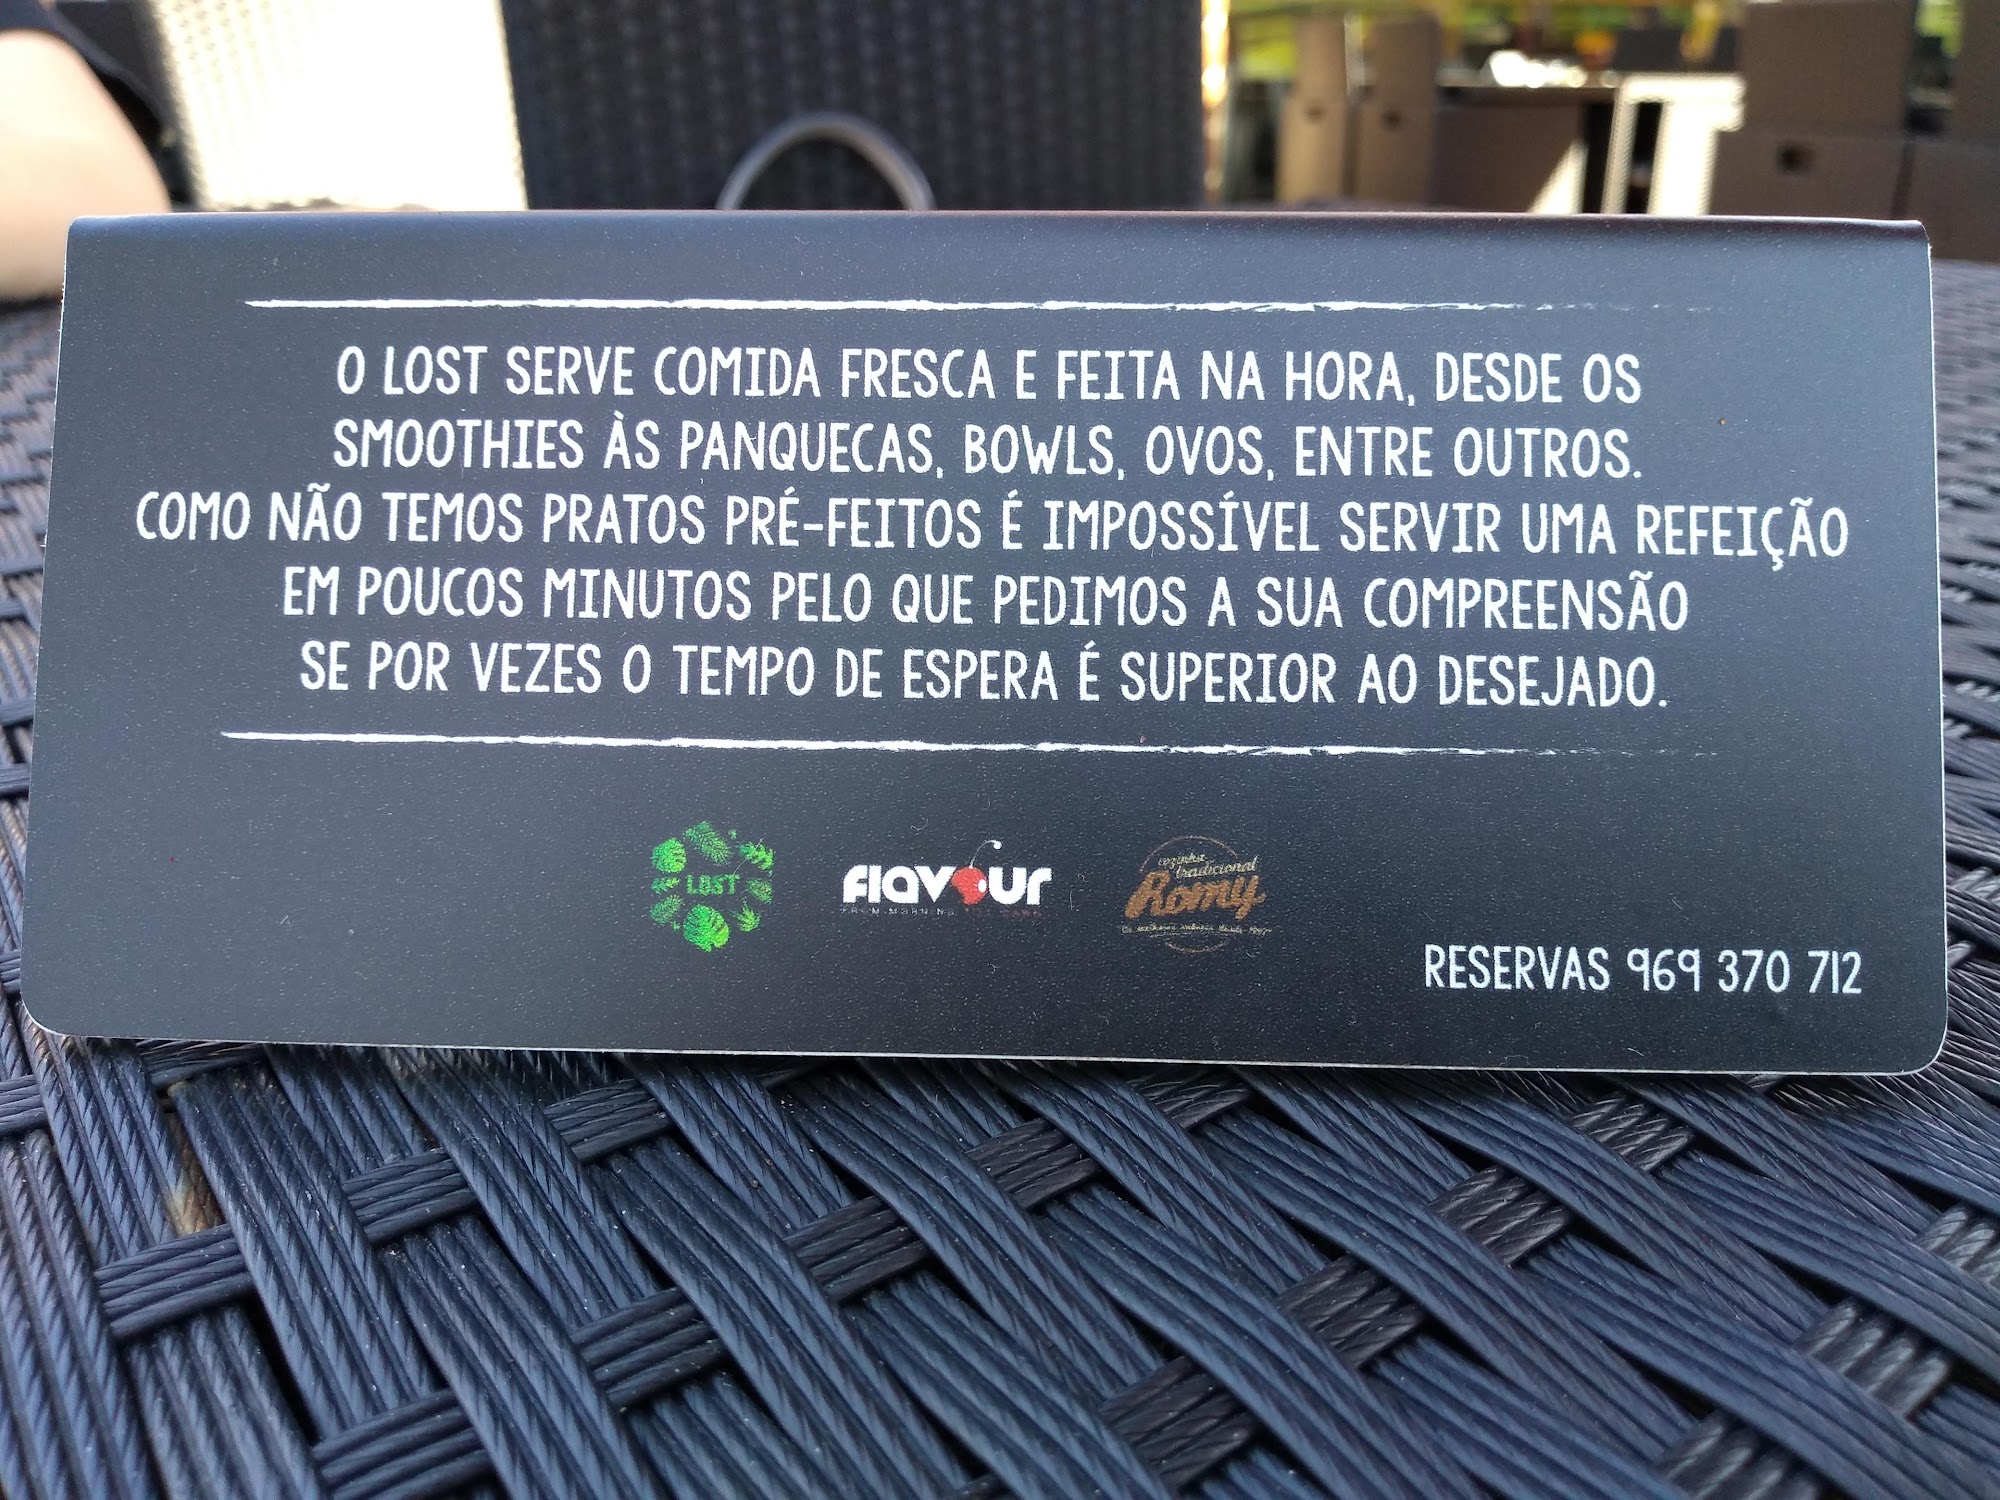 O LOST SERVE COMIDA FRESCA E FEITA NA HORA, DESDE OS
SMOOTHIES ÀS PANQUECAS, BOWLS, OVOS, ENTRE OUTROS.
COMO NÃO TEMOS PRATOS PRÉ-FEITOS É IMPOSSÍVEL SERVIR UMA REFEIÇÃO
EM POUCOS MINUTOS PELO QUE PEDIMOS A SUA COMPREENSÃO
SE POR VEZES O TEMPO DE ESPERA É SUPERIOR AO DESEJADO.
LOST
flavour
FROM MORNING
cozinha
tradicional
Romy
RESERVAS 969 370 712